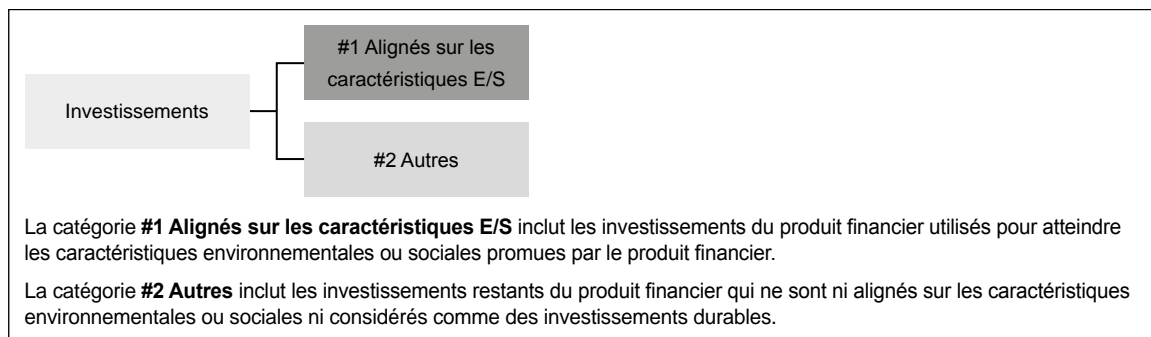 #1 Alignés sur les
caractéristiques E/S
Investissements
#2 Autres
La catégorie #1 Alignés sur les caractéristiques E/S inclut les investissements du produit financier utilisés pour atteindre
les caractéristiques environnementales ou sociales promues par le produit financier.
La catégorie #2 Autres inclut les investissements restants du produit financier qui ne sont ni alignés sur les caractéristiques
environnementales ou sociales ni considérés comme des investissements durables.